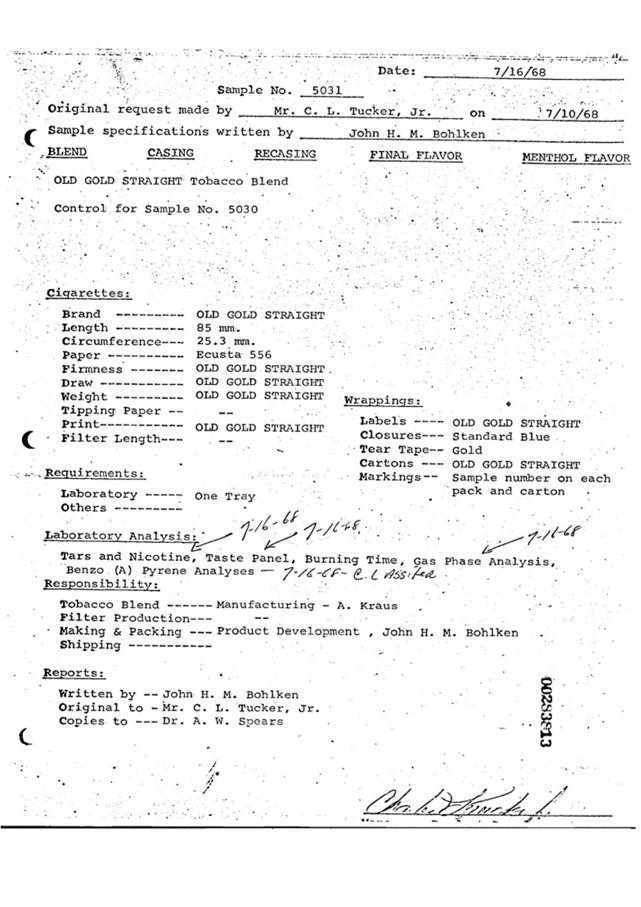 Date: 7/16/68
Sample No. 5031
Original request made by Mr. C. L. Tucker, Jr. on 7/10/68
Sample specifications written by John H. M. Bohlken
BLEND CASING RECASING FINAL FLAVOR MENTHOL FLAVOR
OLD GOLD STRAIGHT Tobacco Blend
Control for Sample No. 5030
Cigarettes:
Brand --------- OLD GOLD STRAIGHT
Length --------- 85 mm.
Circumference--- 25.3 mm.
Paper ---------- Ecusta 556
Firmness ------- OLD GOLD STRAIGHT
Draw ----------- OLD GOLD STRAIGHT
Weight --------- OLD GOLD STRAIGHT
Tipping Paper -- --
Print----------- OLD GOLD STRAIGHT
Filter Length--- --
Wrappings:
Labels ---- OLD GOLD STRAIGHT
Closures--- Standard Blue
Tear Tape-- Gold
Cartons --- OLD GOLD STRAIGHT
Markings-- Sample number on each
pack and carton
Requirements:
Laboratory ----- One Tray
Others ---------
7-16-68 7-16-68 7-16-68
Laboratory Analysis:
Tars and Nicotine, Taste Panel, Burning Time, Gas Phase Analysis,
Benzo (A) Pyrene Analyses — 7-16-68 - C. L
Responsibility:
Tobacco Blend ------ Manufacturing - A. Kraus
Filter Production--- --
Making & Packing --- Product Development , John H. M. Bohlken
Shipping -----------
Reports:
Written by -- John H. M. Bohlken
Original to - Mr. C. L. Tucker, Jr.
Copies to --- Dr. A. W. Spears
00283813